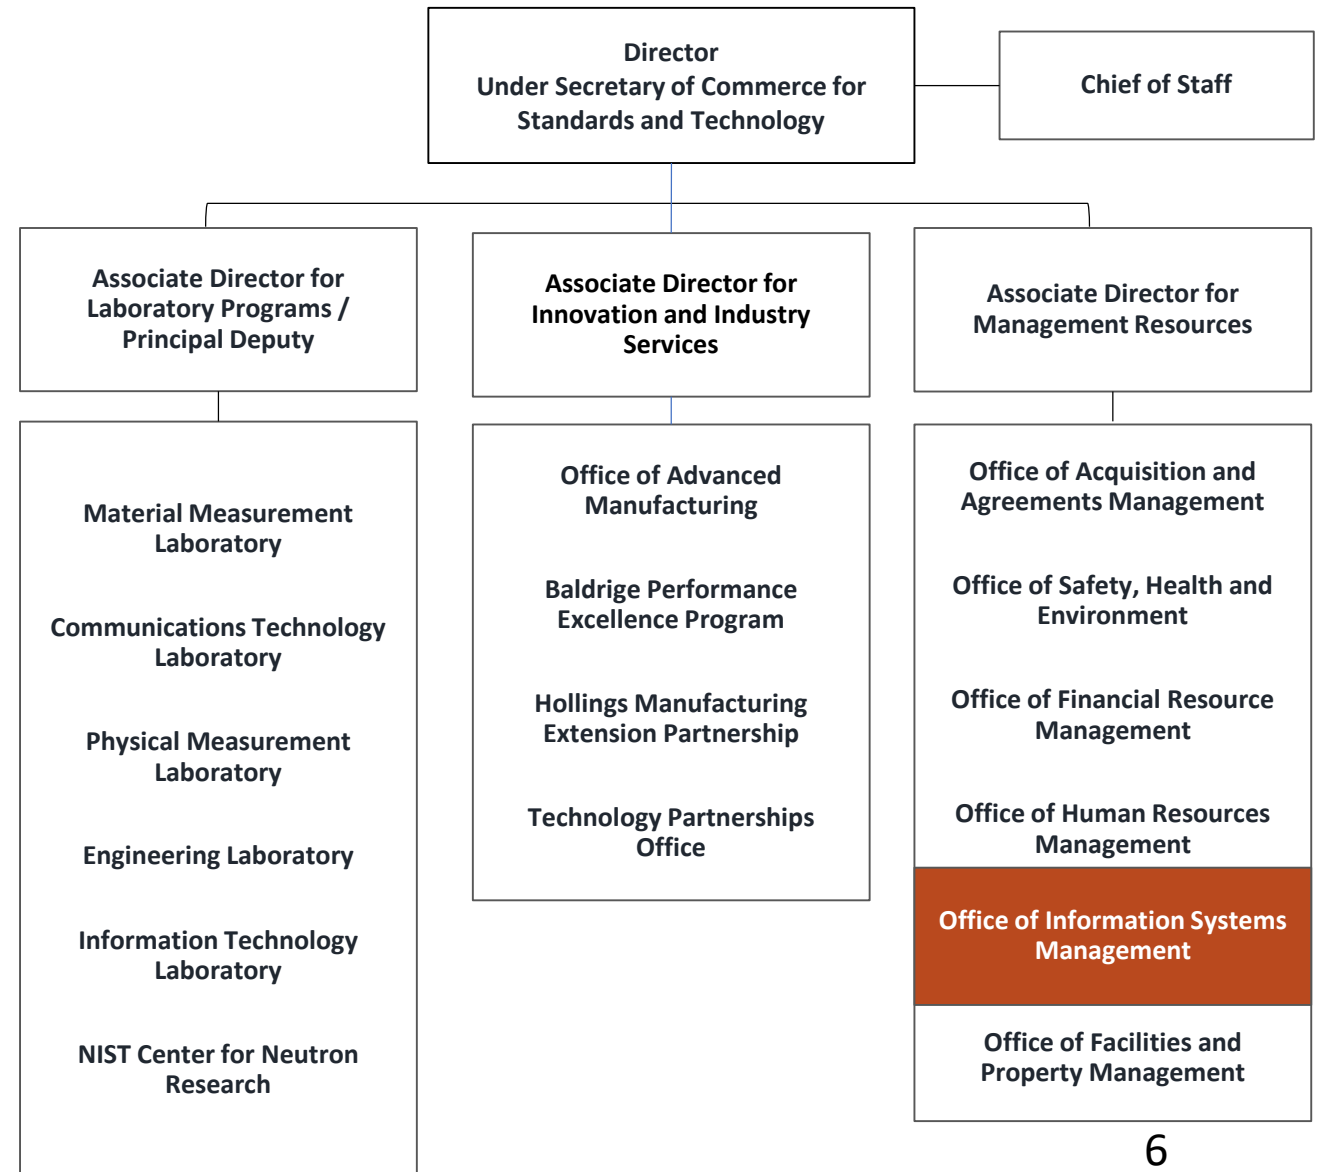 Director
Under Secretary of Commerce for
Standards and Technology
Chief of Staff
Associate Director for
Laboratory Programs /
Principal Deputy
Associate Director for
Innovation and Industry
Services
Associate Director for
Management Resources
Material Measurement
Laboratory
Communications Technology
Laboratory
Physical Measurement
Laboratory
Engineering Laboratory
Information Technology
Laboratory
NIST Center for Neutron
Research
Office of Advanced
Manufacturing
Baldrige Performance
Excellence Program
Hollings Manufacturing
Extension Partnership
Technology Partnerships
Office
Office of Acquisition and
Agreements Management
Office of Safety, Health and
Environment
Office of Financial Resource
Management
Office of Human Resources
Management
Office of Information Systems
Management
Office of Facilities and
Property Management
6